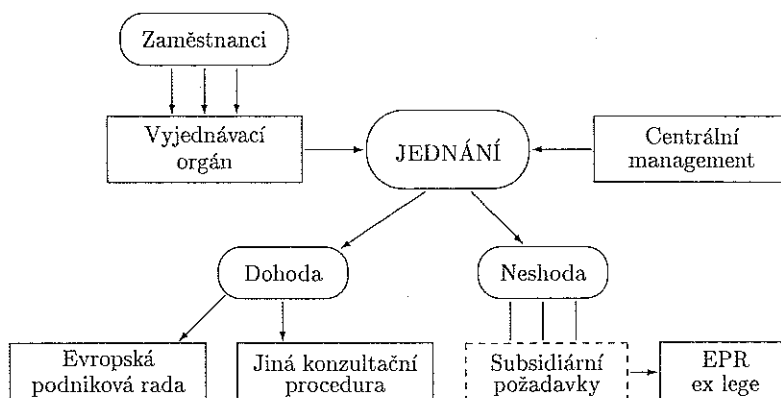 Zaměstnanci
Vyjednávací
orgán
JEDNÁNÍ
Centrální
management
Dohoda
Neshoda
Evropská
podniková rada
Jiná konzultační
procedura
Subsidiární
požadavky
EPR
ex lege